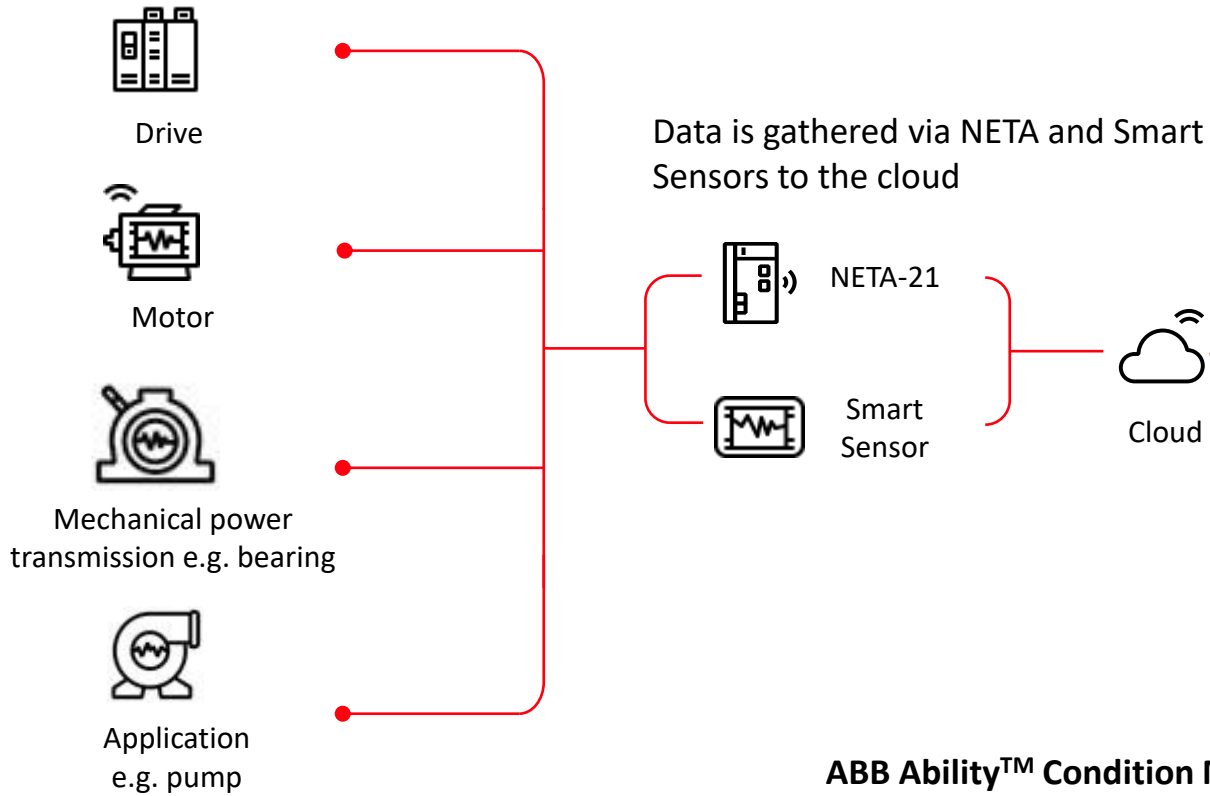 Drive
Motor
Mechanical power
transmission e.g. bearing
Application
e.g. pump
Data is gathered via NETA and Smart
Sensors to the cloud
NETA-21
Smart
Sensor
Cloud
ABB Ability™ Condition